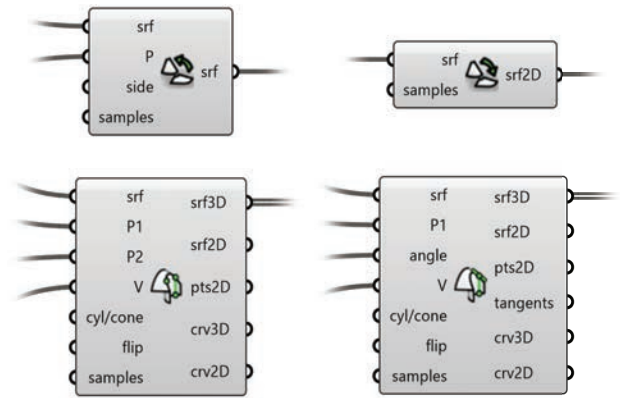 srf
P
side
samples
srf
srf
samples
srf2D
srf
P1
P2
V
cyl/cone
flip
samples
srf3D
srf2D
pts2D
crv3D
crv2D
srf
P1
angle
V
cyl/cone
flip
samples
srf3D
srf2D
pts2D
tangents
crv3D
crv2D